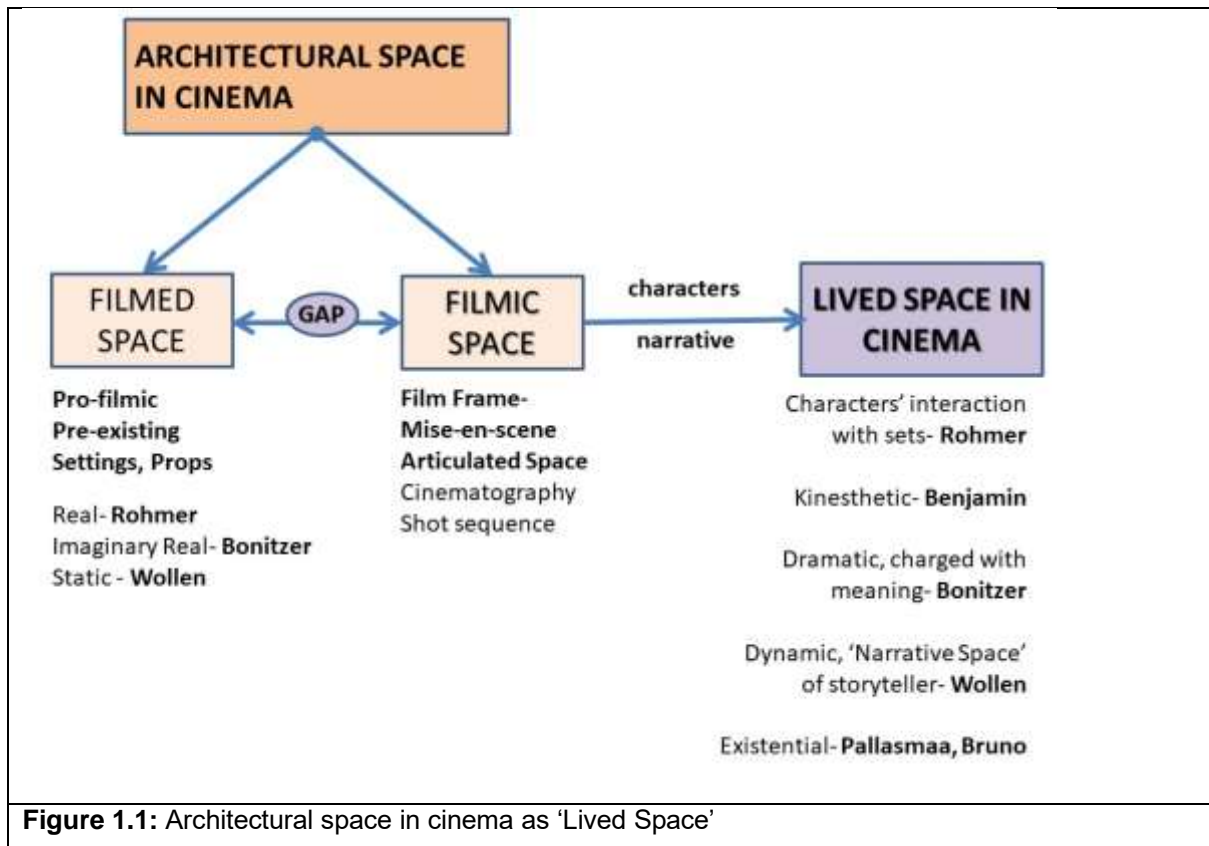 ARCHITECTURAL SPACE
IN CINEMA
FILMED
SPACE
GAP
FILMIC
SPACE
characters
narrative
LIVED SPACE IN
CINEMA
Pro-filmic
Pre-existing
Settings, Props
Real- Rohmer
Imaginary Real- Bonitzer
Static - Wollen
Film Frame-
Mise-en-scene
Articulated Space
Cinematography
Shot sequence
Characters' interaction
with sets- Rohmer
Kinesthetic- Benjamin
Dramatic, charged with
meaning- Bonitzer
Dynamic, 'Narrative Space'
of storyteller- Wollen
Existential- Pallasmaa, Bruno
Figure 1.1: Architectural space in cinema as 'Lived Space'